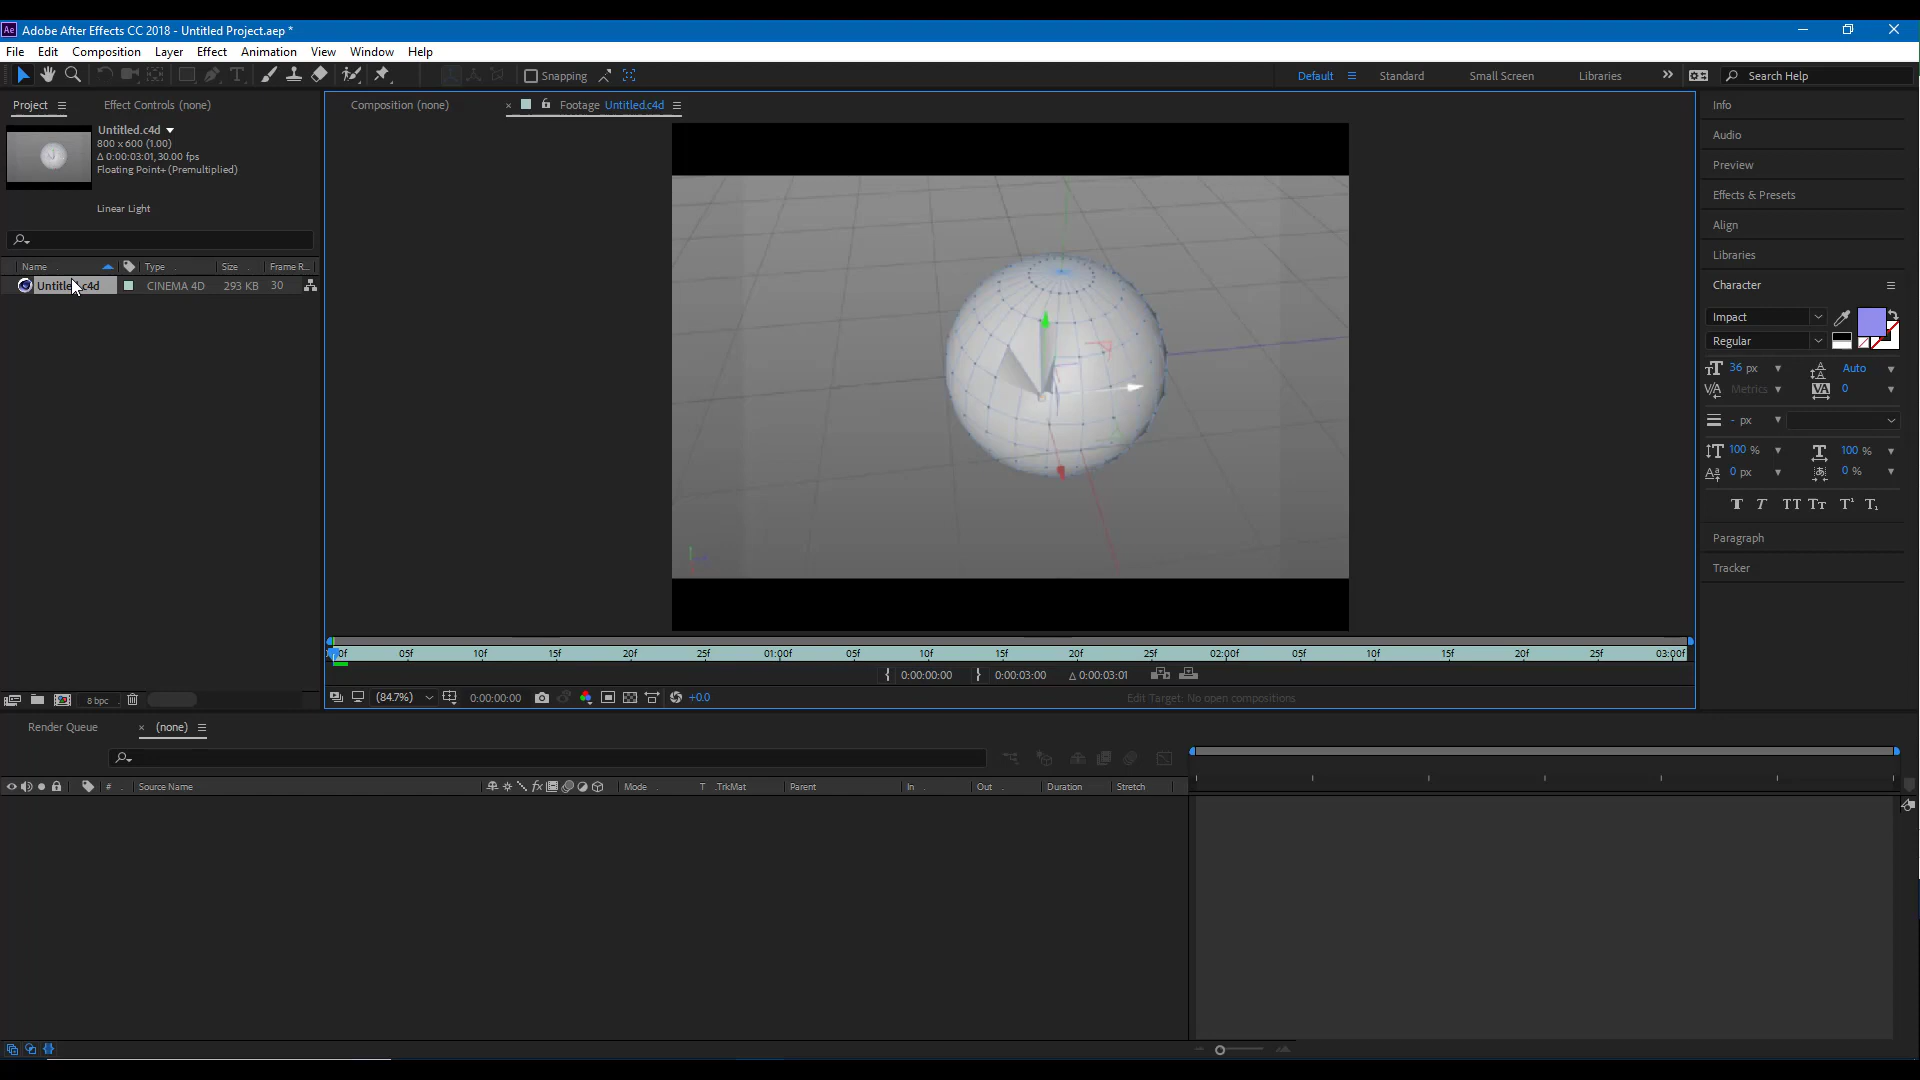 Ae Adobe After Effects CC 2018 - Untitled Project.aep *
File Edit Composition Layer Effect Animation View Window Help
Snapping Default Standard Small Screen Libraries Search Help
Project Effect Controls (none) Composition (none) Footage Untitled.c4d
Untitled.c4d
800 x 600 (1.00)
Δ 0:00:03:01, 30.00 fps
Floating Point+ (Premultiplied)
Linear Light
Name Type Size Frame R...
CINEMA 4D 293 KB 30
05f 10f 15f 20f 25f 01:00f 05f 10f 15f 20f 25f 02:00f 05f 10f 15f 20f 25f 03:00f
0:00:00:00 0:00:03:00 Δ 0:00:03:01
8 bpc (84.7%) 0:00:00:00 +0.0 Edit Target: No open compositions
Info
Audio
Preview
Effects & Presets
Align
Libraries
Character
Impact
Regular
36 px Auto
Metrics 0
- px
100 % 100 %
0 px 0 %
T T TT Tт T¹ T₁
Paragraph
Tracker
Render Queue (none)
# Source Name Mode T .TrkMat Parent In Out Duration Stretch